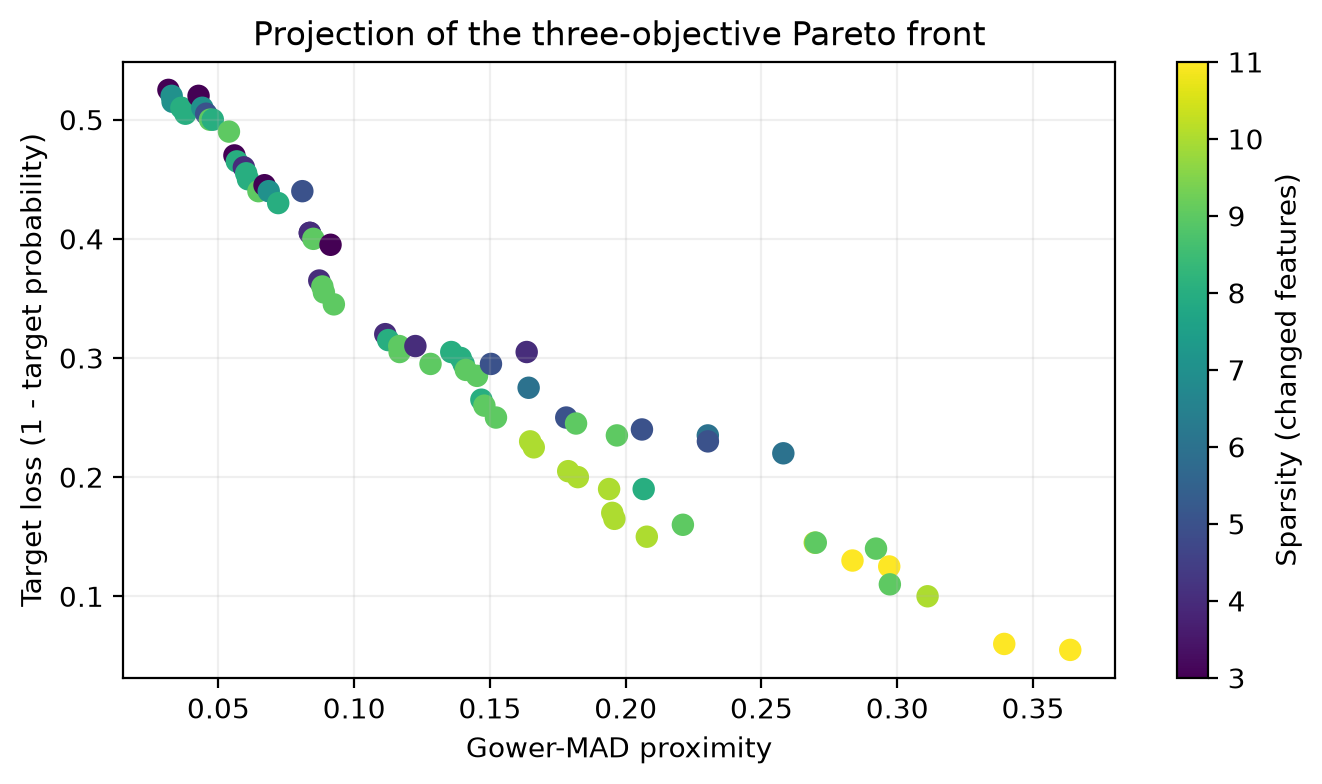 Projection of the three-objective Pareto front
Target loss (1 - target probability)
0.5
0.4
0.3
0.2
0.1
0.05 0.10 0.15 0.20 0.25 0.30 0.35
Gower-MAD proximity
11
10
9
8
7
6
5
4
3
Sparsity (changed features)